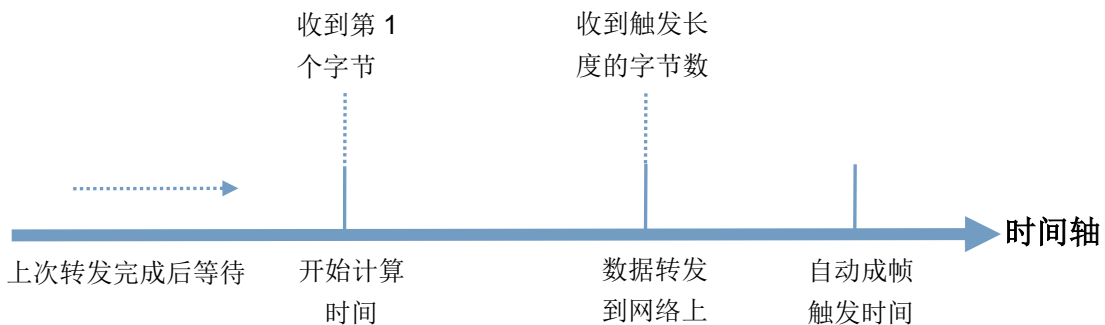 收到第 1
个字节
收到触发长
度的字节数
时间轴
上次转发完成后等待
开始计算
时间
数据转发
到网络上
自动成帧
触发时间